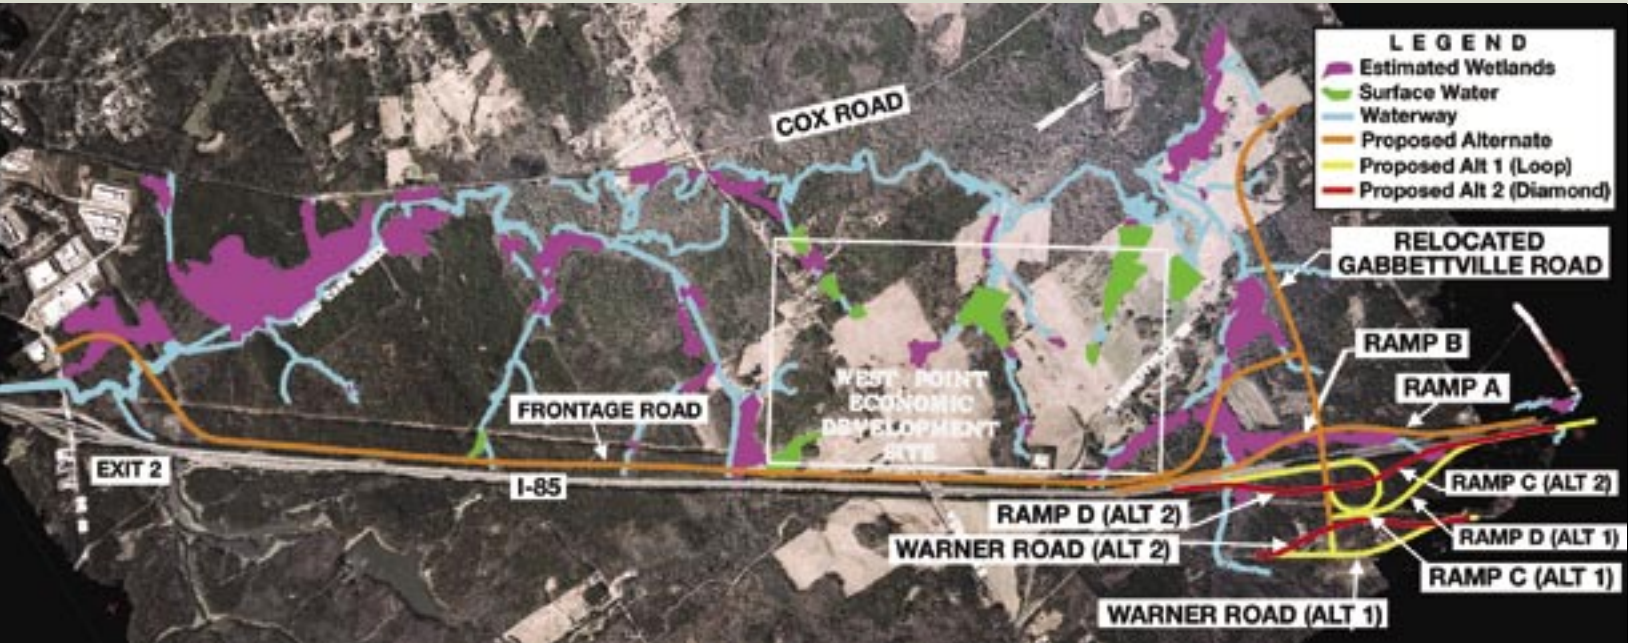 LEGEND
Estimated Wetlands
Surface Water
Waterway
Proposed Alternate
Proposed Alt 1 (Loop)
Proposed Alt 2 (Diamond)
COX ROAD
RELOCATED
GABBETTVILLE ROAD
RAMP B
RAMP A
WEST POINT
ECONOMIC
DEVELOPMENT
SITE
FRONTAGE ROAD
EXIT 2
I-85
RAMP C (ALT 2)
RAMP D (ALT 2)
WARNER ROAD (ALT 2)
RAMP D (ALT 1)
RAMP C (ALT 1)
WARNER ROAD (ALT 1)